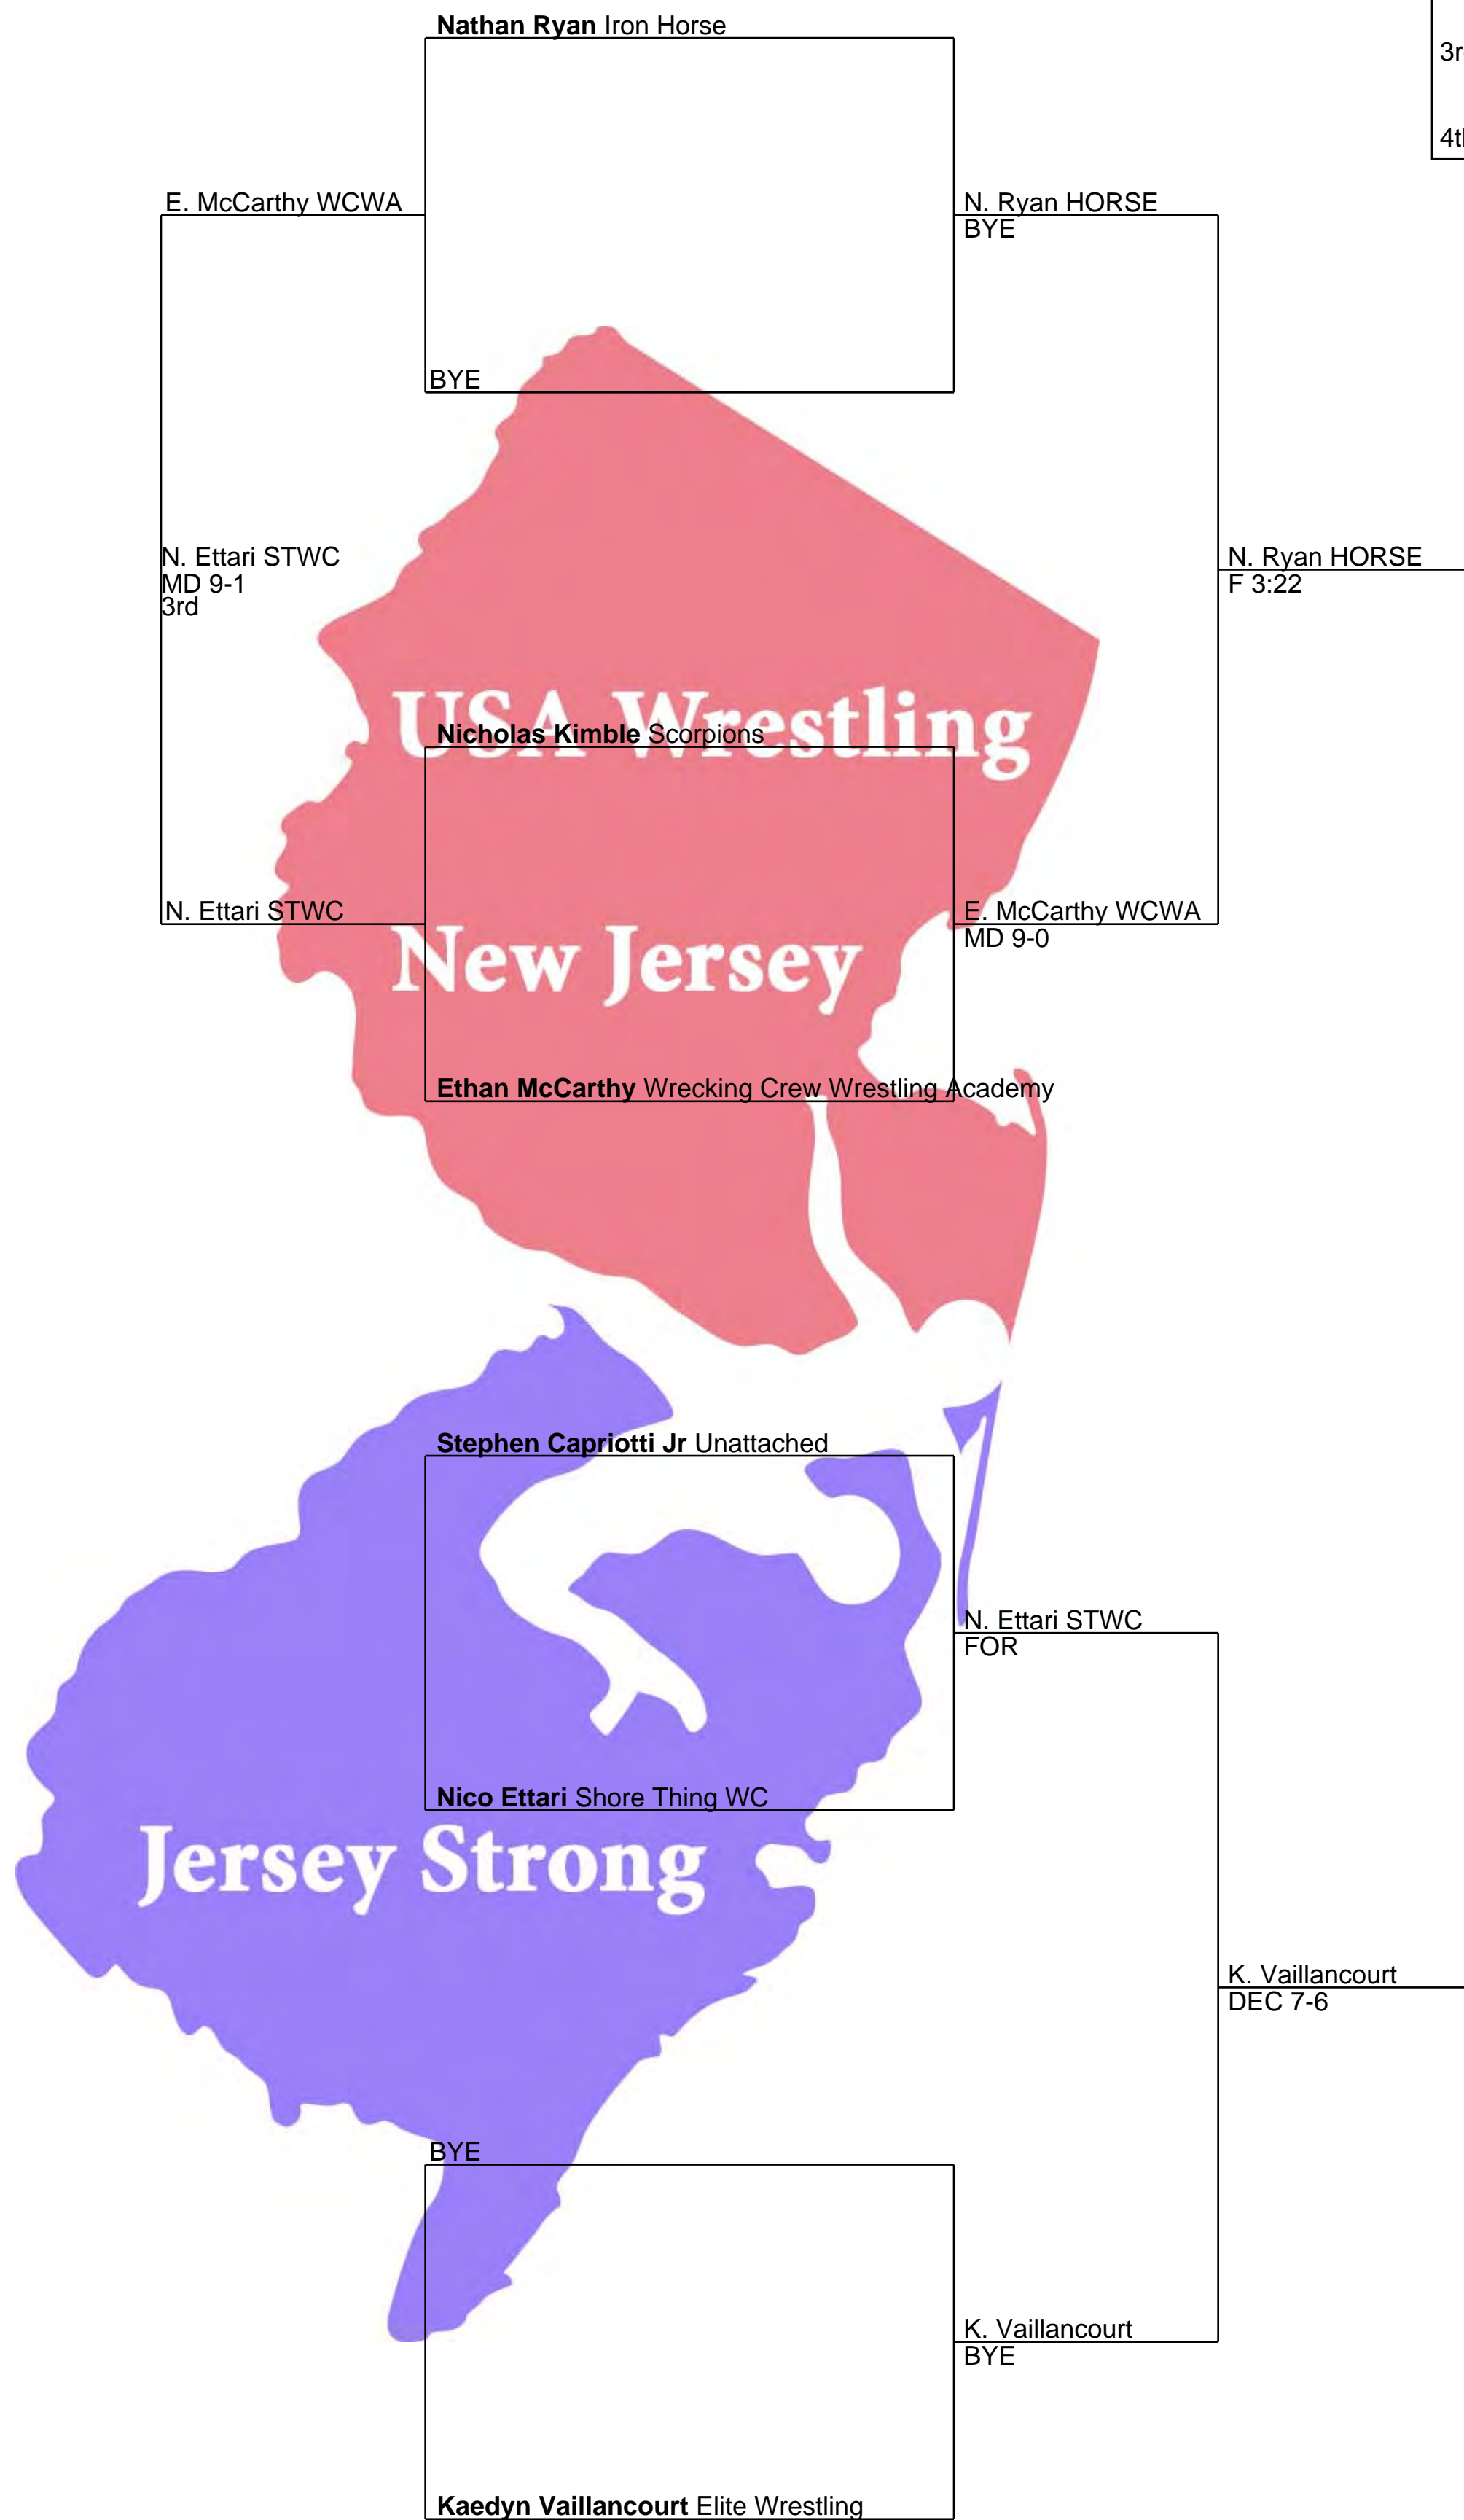 Nathan Ryan Iron Horse
3r
4th
E. McCarthy WCWA
N. Ryan HORSE
BYE
BYE
N. Ettari STWC
MD 9-1
3rd
N. Ryan HORSE
F 3:22
USA Wrestling
Nicholas Kimble Scorpions
N. Ettari STWC
E. McCarthy WCWA
MD 9-0
New Jersey
Ethan McCarthy Wrecking Crew Wrestling Academy
Stephen Capriotti Jr Unattached
N. Ettari STWC
FOR
Nico Ettari Shore Thing WC
Jersey Strong
K. Vaillancourt
DEC 7-6
BYE
K. Vaillancourt
BYE
Kaedyn Vaillancourt Elite Wrestling